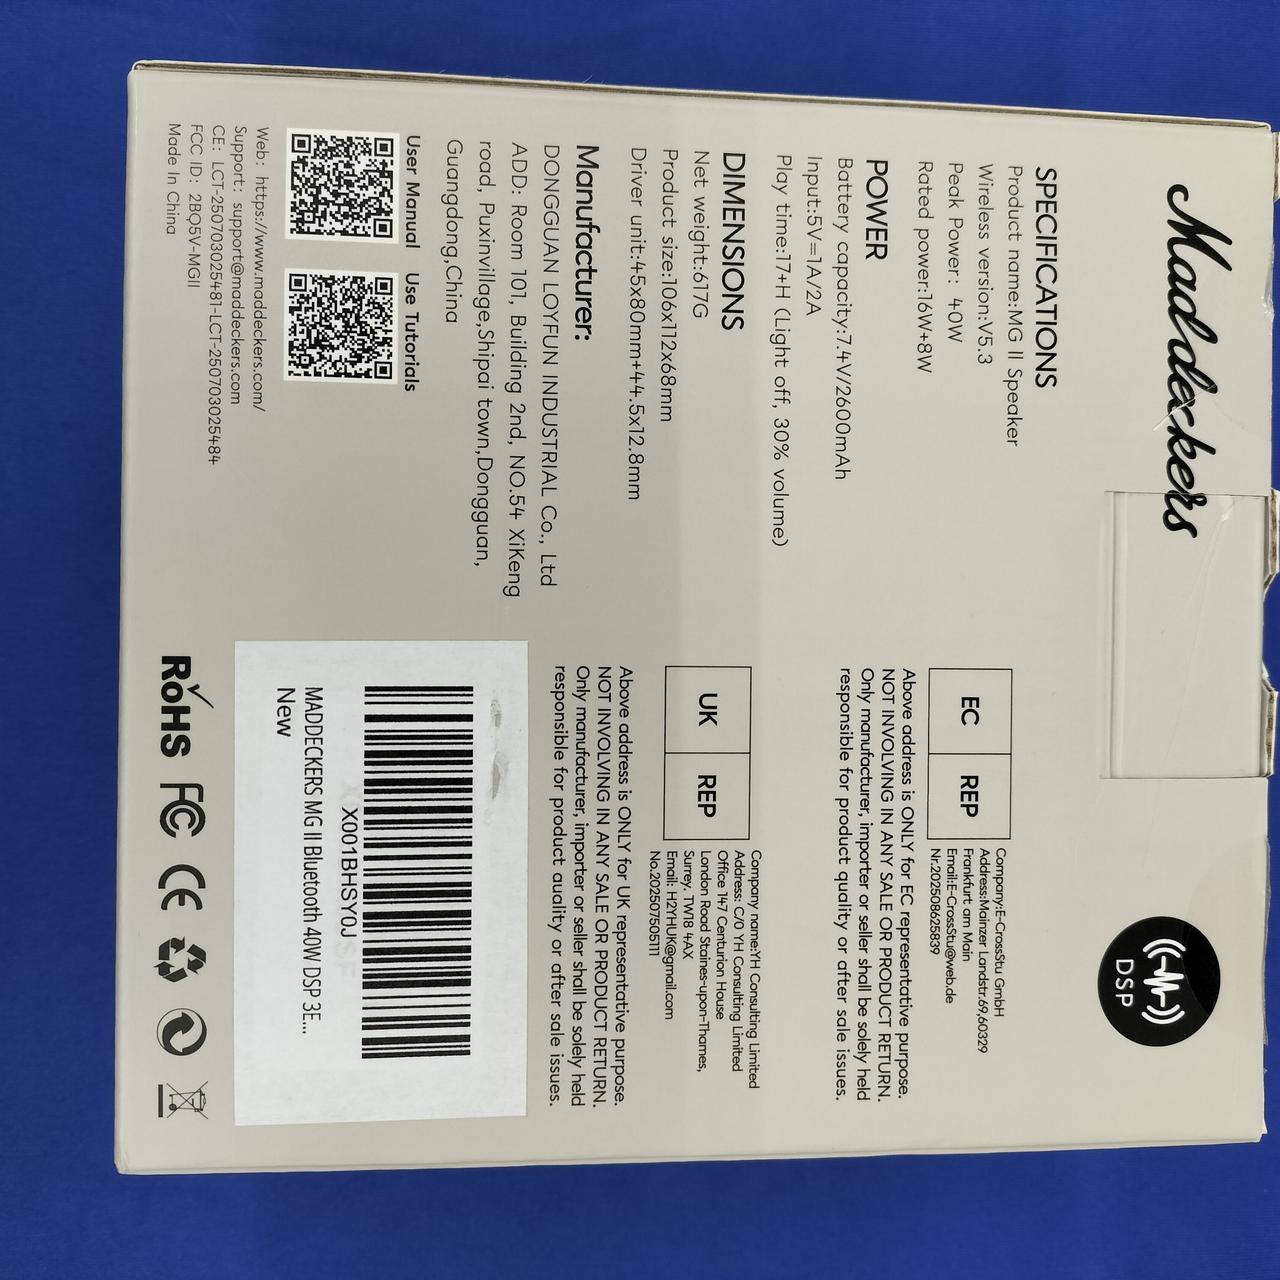 Maddeckers
DSP
SPECIFICATIONS
Product name:MG II Speaker
Wireless version:V5.3
Peak Power: 40W
Rated power:16W+8W
POWER
Battery capacity:7.4V/2600mAh
Input:5V=1A/2A
Play time:17+H (Light off, 30% volume)
DIMENSIONS
Net weight:617G
Product size:106x112x68mm
Driver unit:45x80mm+44.5x12.8mm
Manufacturer:
DONGGUAN LOYFUN INDUSTRIAL Co., Ltd
ADD: Room 101, Building 2nd, NO.54 XiKeng
road, Puxinvillage,Shipai town,Dongguan,
Guangdong,China
User Manual Use Tutorials
Web: https://www.maddeckers.com/
Support: support@maddeckers.com
CE: LCT-250703025481-LCT-250703025484
FCC ID: 2BQ5V-MGII
Made In China
EC REP
Company:E-CrossStu GmbH
Address:Mainzer Landstr.69,60329
Frankfurt am Main
Email:E-CrossStu@web.de
Nr.202508625839
Above address is ONLY for EC representative purpose.
NOT INVOLVING IN ANY SALE OR PRODUCT RETURN.
Only manufacturer, importer or seller shall be solely held
responsible for product quality or after sale issues.
UK REP
Company name:YH Consulting Limited
Address: C/O YH Consulting Limited
Office 147 Centurion House
London Road Staines-upon-Thames,
Surrey. TW18 4AX
Email: H2YHUK@gmail.com
No.202507505111
Above address is ONLY for UK representative purpose.
NOT INVOLVING IN ANY SALE OR PRODUCT RETURN.
Only manufacturer, importer or seller shall be solely held
responsible for product auality or after sale issues.
X001BHSY0J
MADDECKERS MG II Bluetooth 40W DSP 3E...
New
RoHS FC CE